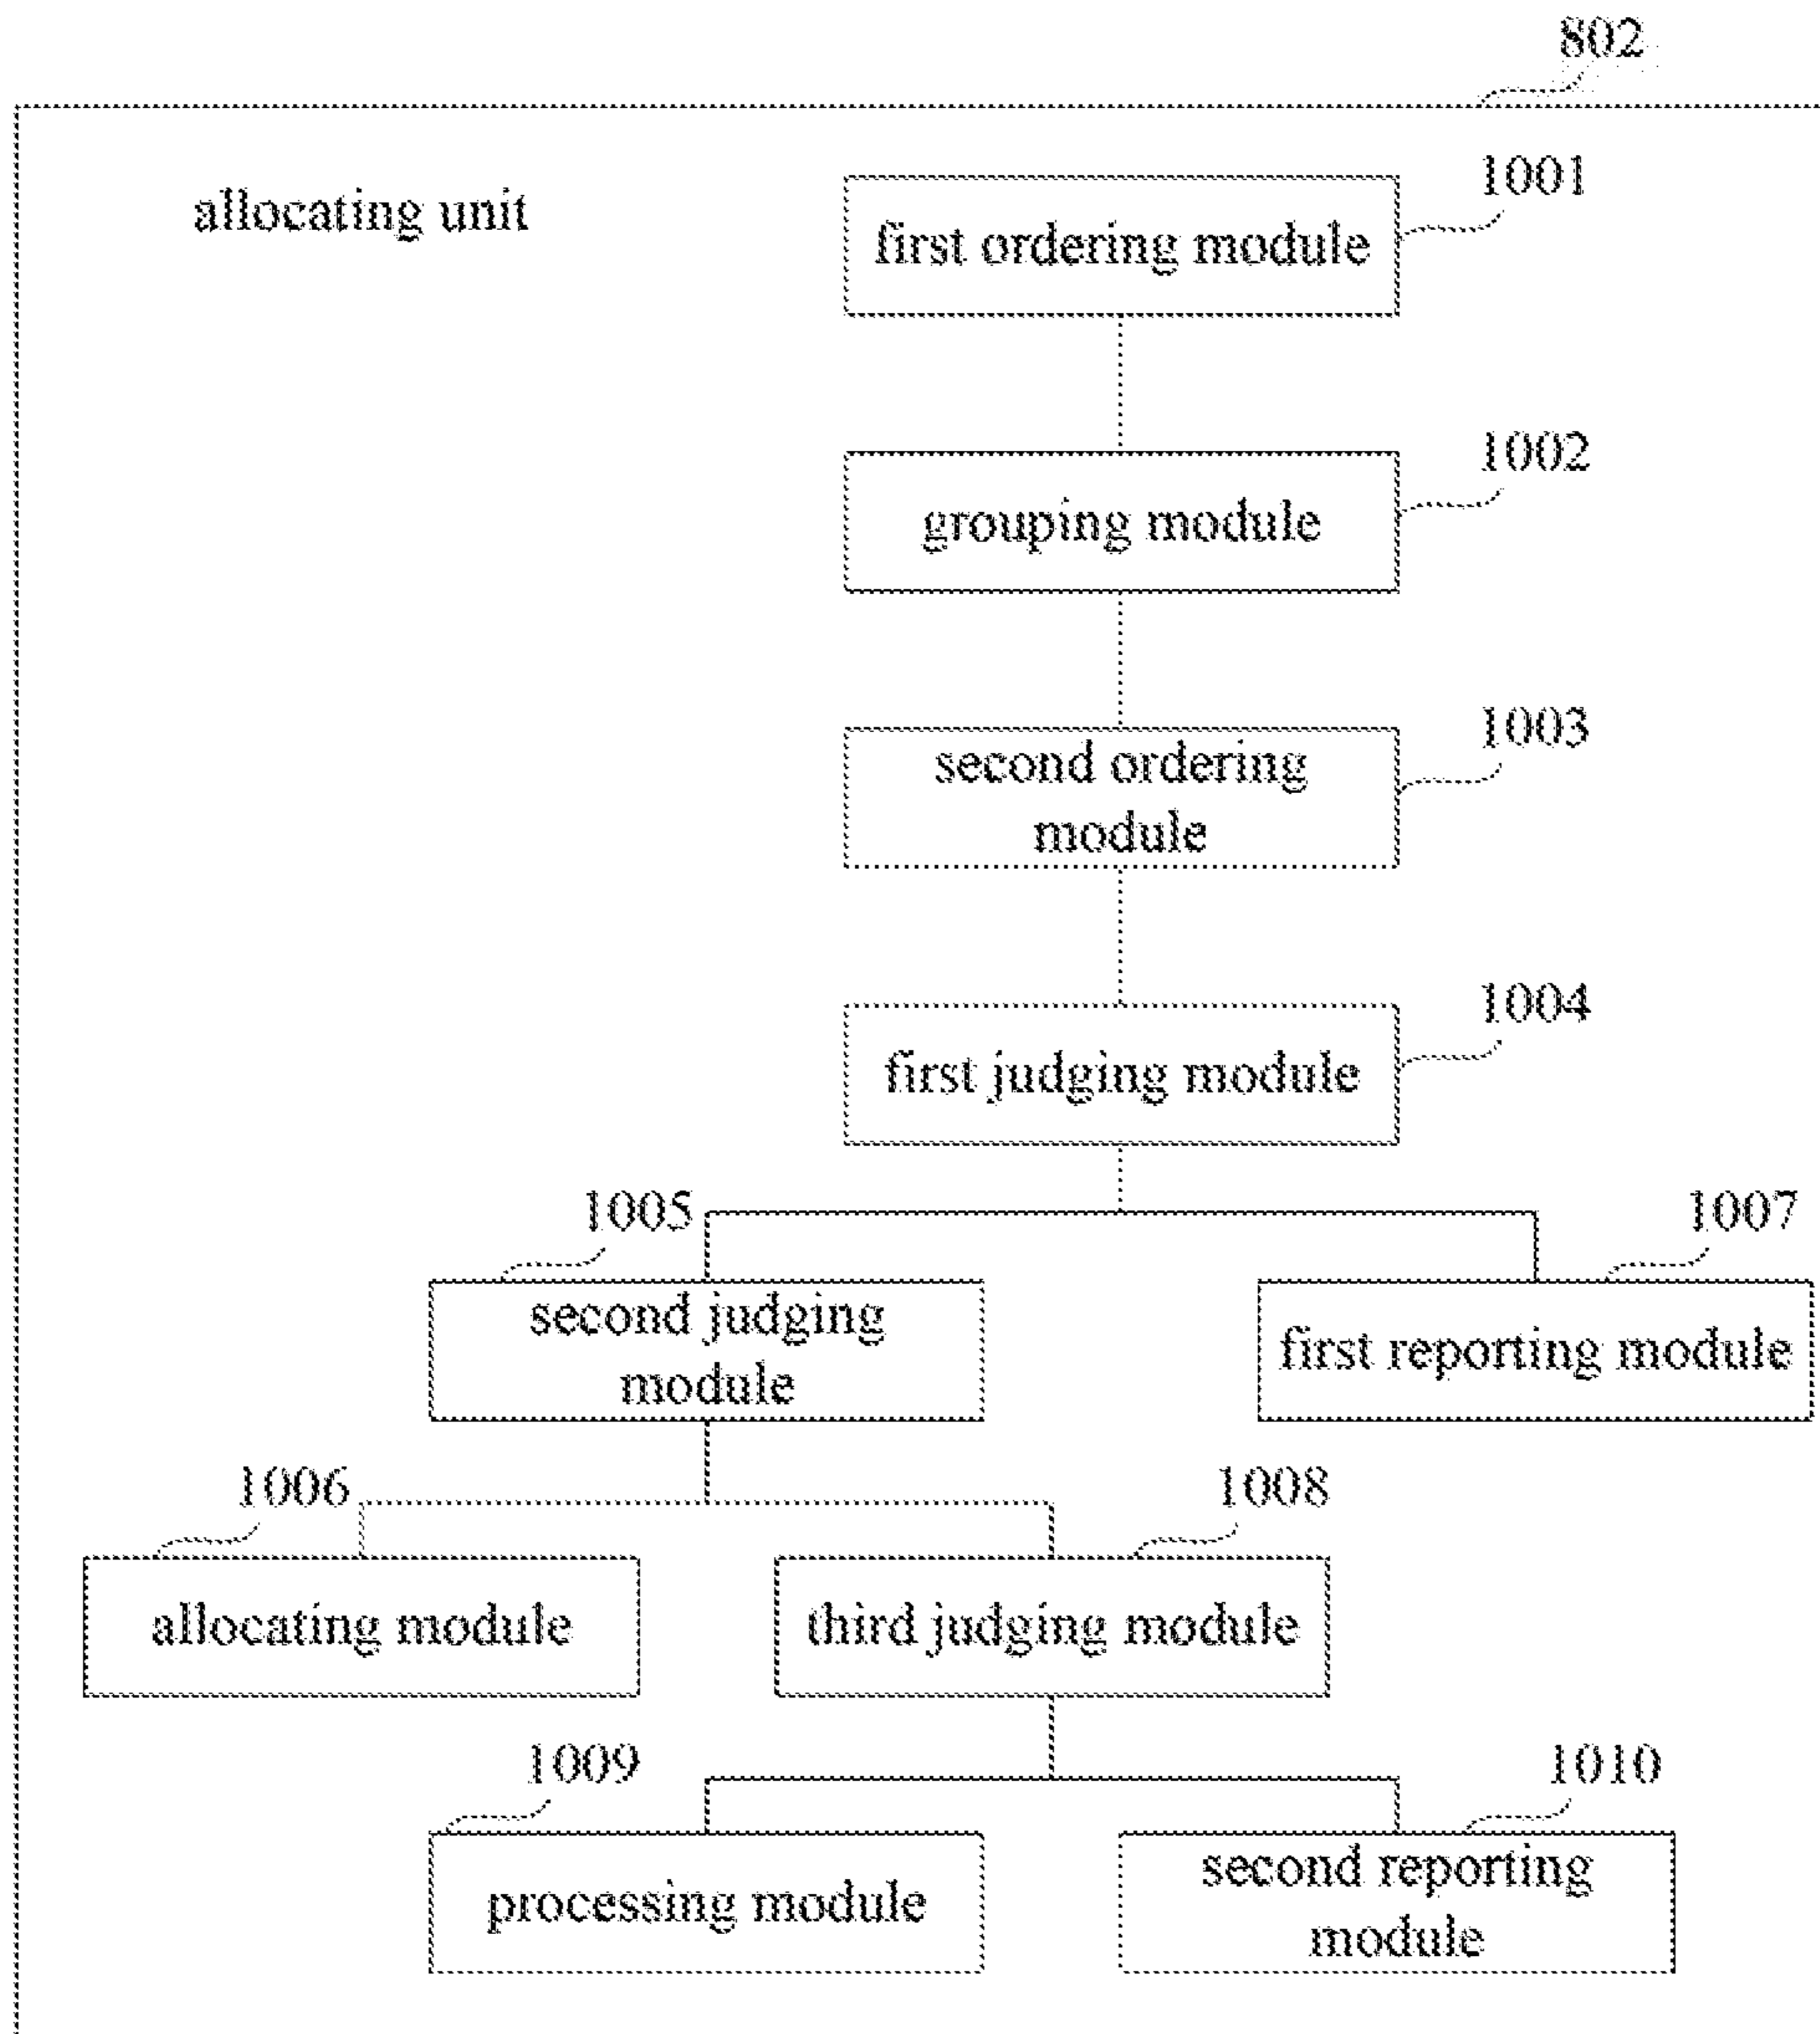 802
allocating unit
first ordering module
1001
grouping module
1002
second ordering
module
1003
first judging module
1004
1005
second judging
module
1007
first reporting module
1006
allocating module
1008
third judging module
1009
processing module
1010
second reporting
module